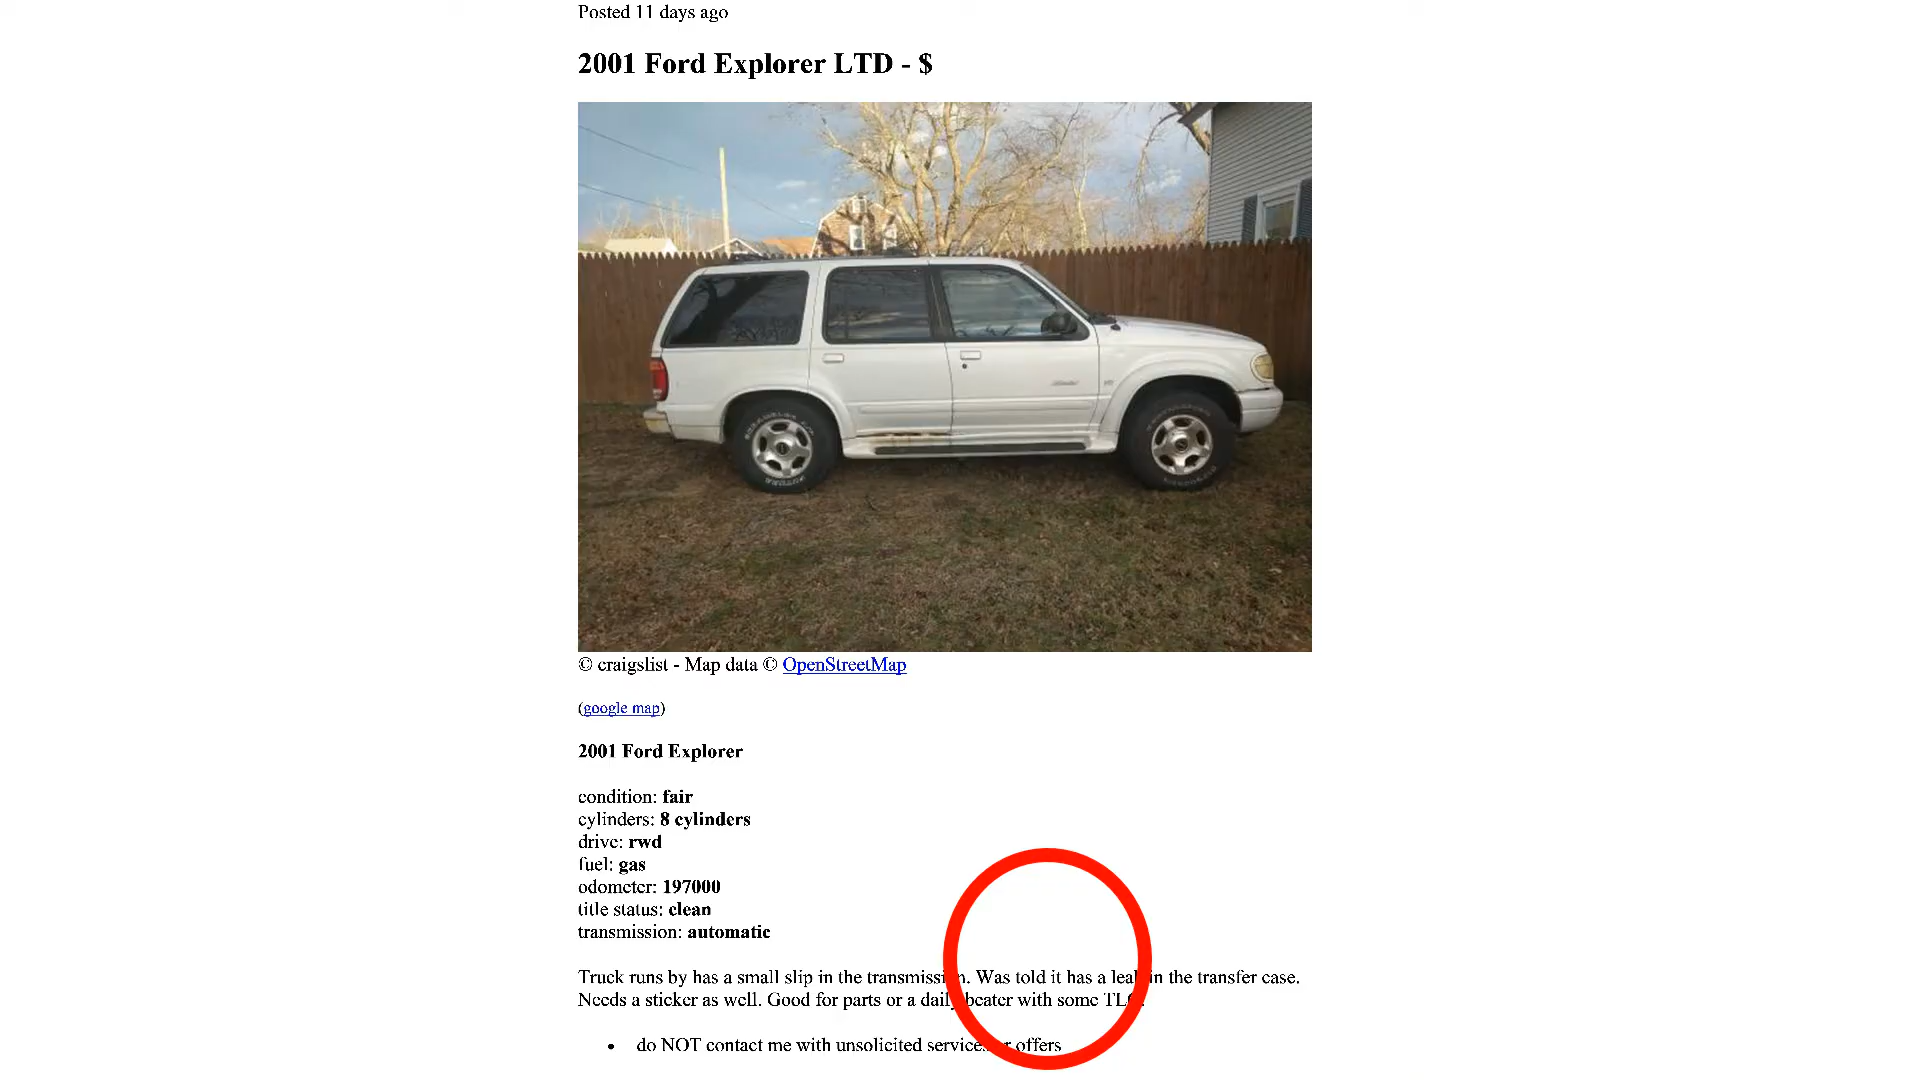 Posted 11 days ago
2001 Ford Explorer LTD - $
© craigslist - Map data © OpenStreetMap
(google map)
2001 Ford Explorer
condition: fair
cylinders: 8 cylinders
drive: rwd
fuel: gas
odometer: 197000
title status: clean
transmission: automatic
Truck runs by has a small slip in the transmission. Was told it has a leak in the transfer case.
Needs a sticker as well. Good for parts or a daily beater with some TLC.
• do NOT contact me with unsolicited services or offers